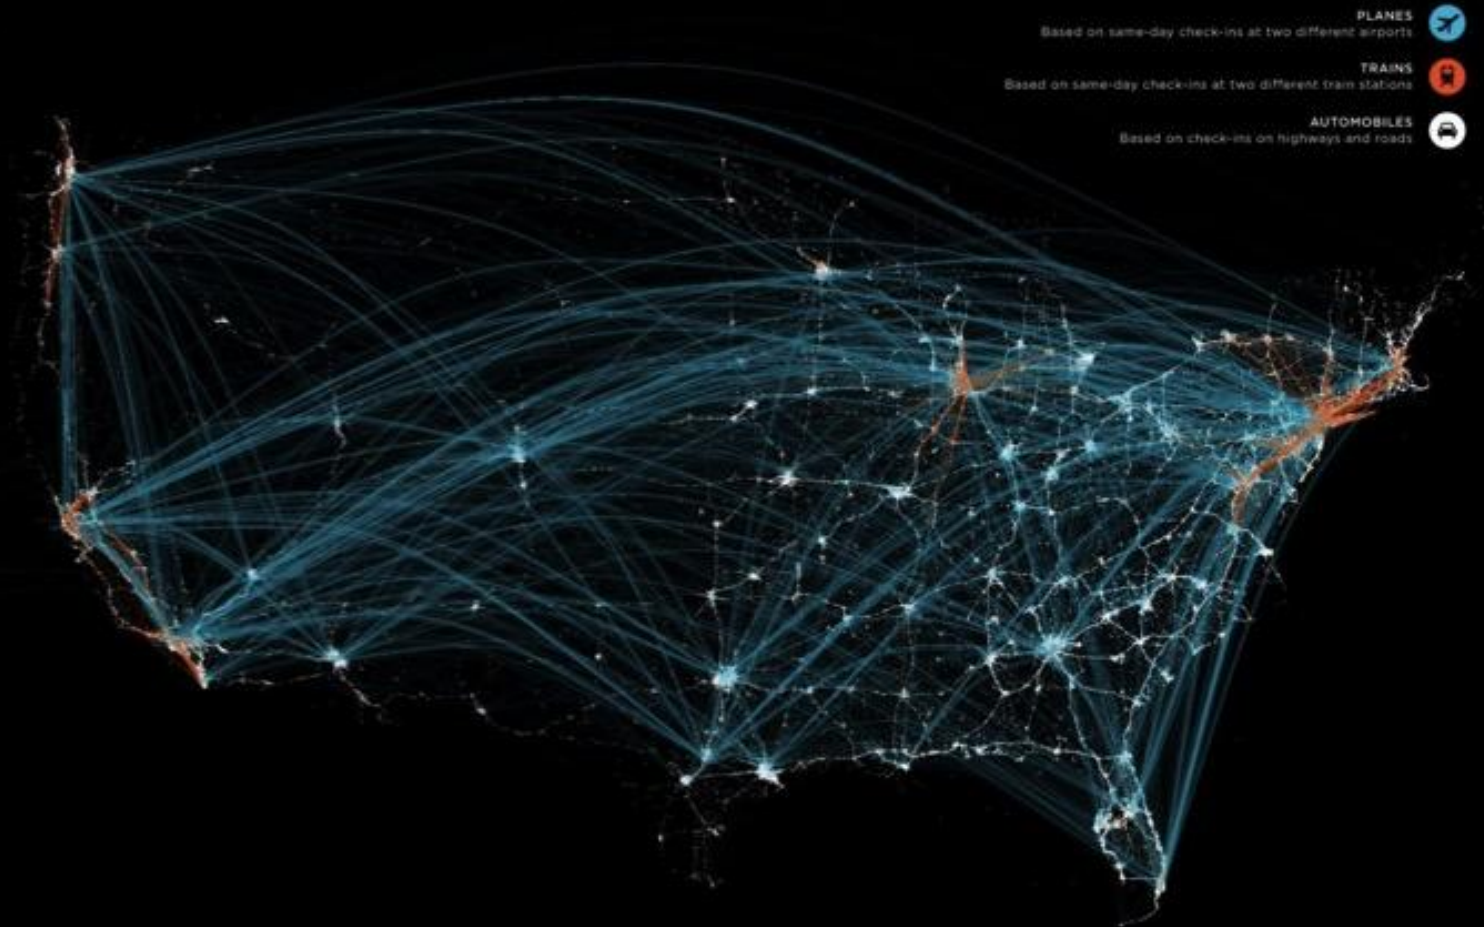 PLANES
Based on same-day check-ins at two different airports
TRAINS
Based on same-day check-ins at two different train stations
AUTOMOBILES
Based on check-ins on highways and roads